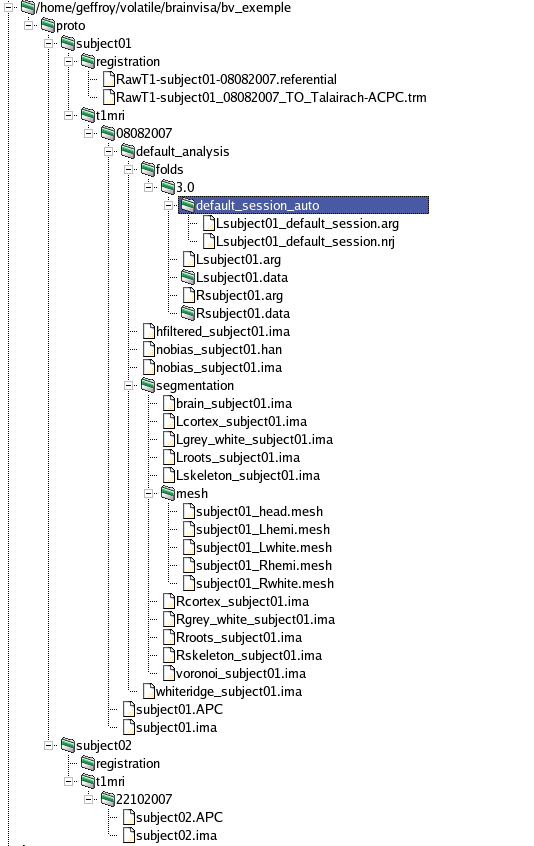 /home/geffroy/volatile/brainvisa/bv_exemple
proto
subject01
registration
RawT1-subject01-08082007.referential
RawT1-subject01_08082007_TO_Talairach-ACPC.trm
t1mri
08082007
default_analysis
folds
3.0
default_session_auto
Lsubject01_default_session.arg
Lsubject01_default_session.nrj
Lsubject01.arg
Lsubject01.data
Rsubject01.arg
Rsubject01.data
hfiltered_subject01.ima
nobias_subject01.han
nobias_subject01.ima
segmentation
brain_subject01.ima
Lcortex_subject01.ima
Lgrey_white_subject01.ima
Lroots_subject01.ima
Lskeleton_subject01.ima
mesh
subject01_head.mesh
subject01_Lhemi.mesh
subject01_Lwhite.mesh
subject01_Rhemi.mesh
subject01_Rwhite.mesh
Rcortex_subject01.ima
Rgrey_white_subject01.ima
Rroots_subject01.ima
Rskeleton_subject01.ima
voronoi_subject01.ima
whiteridge_subject01.ima
subject01.APC
subject01.ima
subject02
registration
t1mri
22102007
subject02.APC
subject02.ima